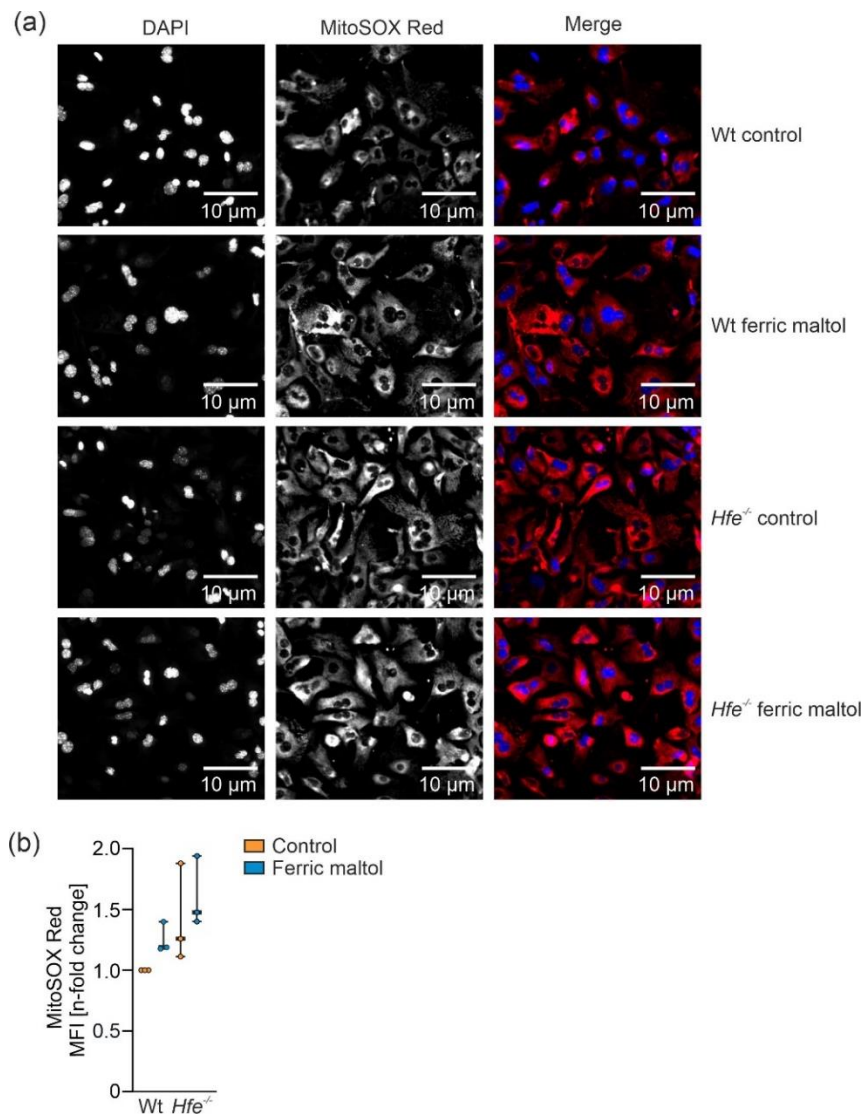 (a)
DAPI MitoSOX Red Merge
10 µm 10 µm 10 µm Wt control
10 µm 10 µm 10 µm Wt ferric maltol
10 µm 10 µm 10 µm Hfe⁻/⁻ control
10 µm 10 µm 10 µm Hfe⁻/⁻ ferric maltol
(b)
Control
Ferric maltol
MitoSOX Red
MFI [n-fold change]
2.0
1.5
1.0
0.5
0
Wt Hfe⁻/⁻